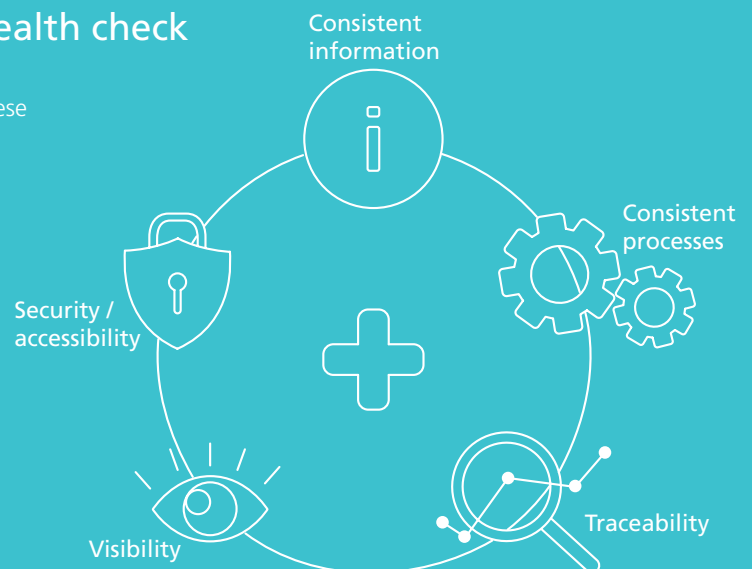 ealth check
ese
Consistent
information
Consistent
processes
Security /
accessibility
Traceability
Visibility